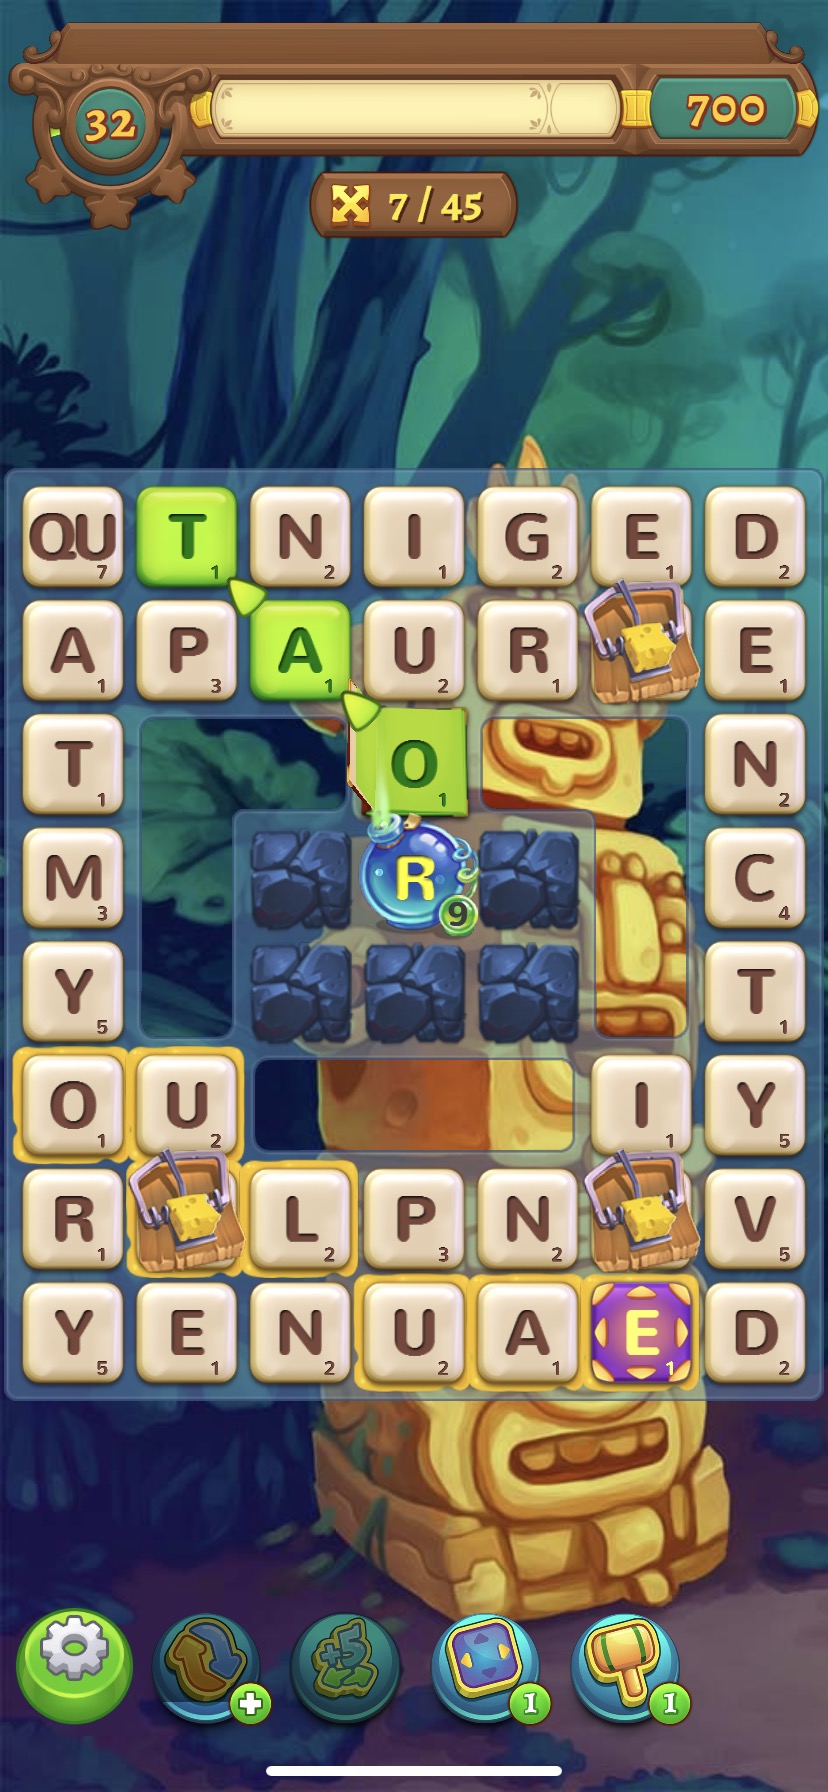 32 700
7 / 45
QU 7 T 1 N 2 I 1 G 2 E 1 D 2
A 1 P 3 A 1 U 2 R 1 E 1
T 1 O 1 N 2
M 3 R 9 C 4
Y 5 T 1
O 1 U 2 I 1 Y 5
R 1 L 2 P 3 N 2 V 5
Y 5 E 1 N 2 U 2 A 1 E 1 D 2
+5
+ 1 1